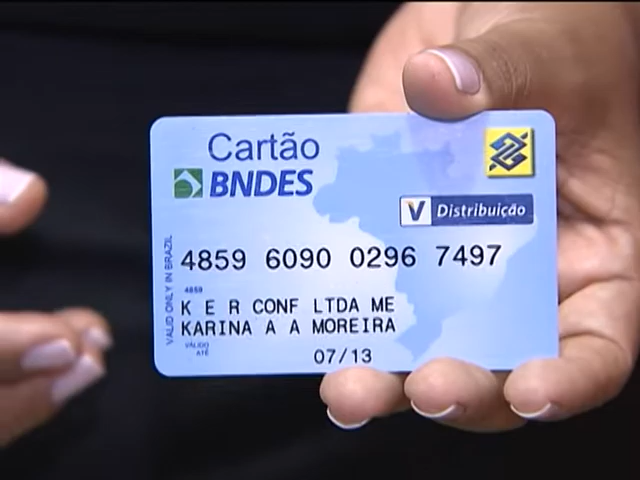 Cartão
BNDES
V Distribuição
VALID ONLY IN BRAZIL
4859 6090 0296 7497
4859
K E R CONF LTDA ME
KARINA A A MOREIRA
VÁLIDO
ATÉ
07/13